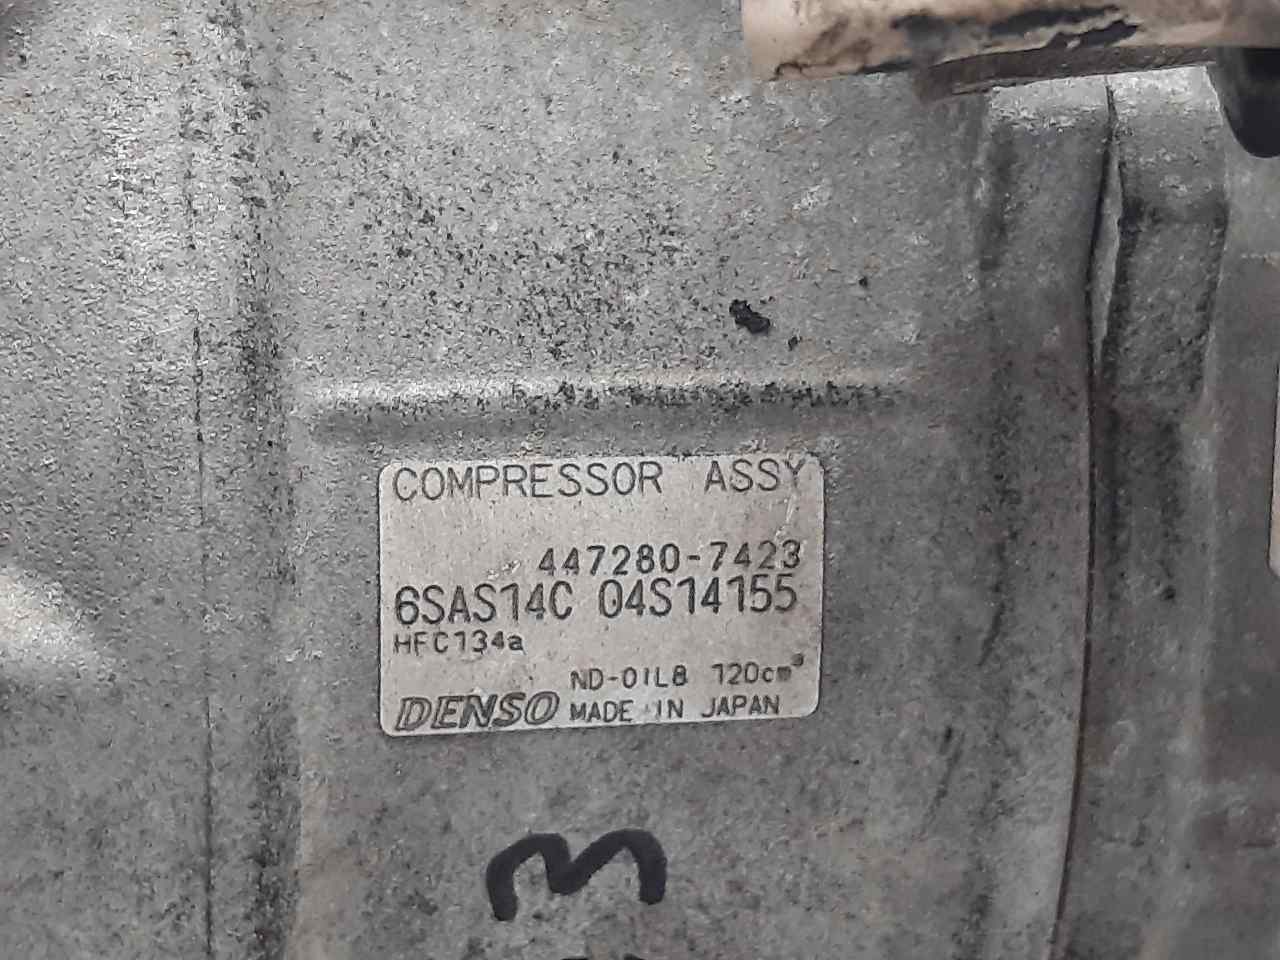 COMPRESSOR ASSY
447280-7423
6SAS14C 04S14155
HFC134a
ND-OIL8 120cm³
DENSO MADE IN JAPAN